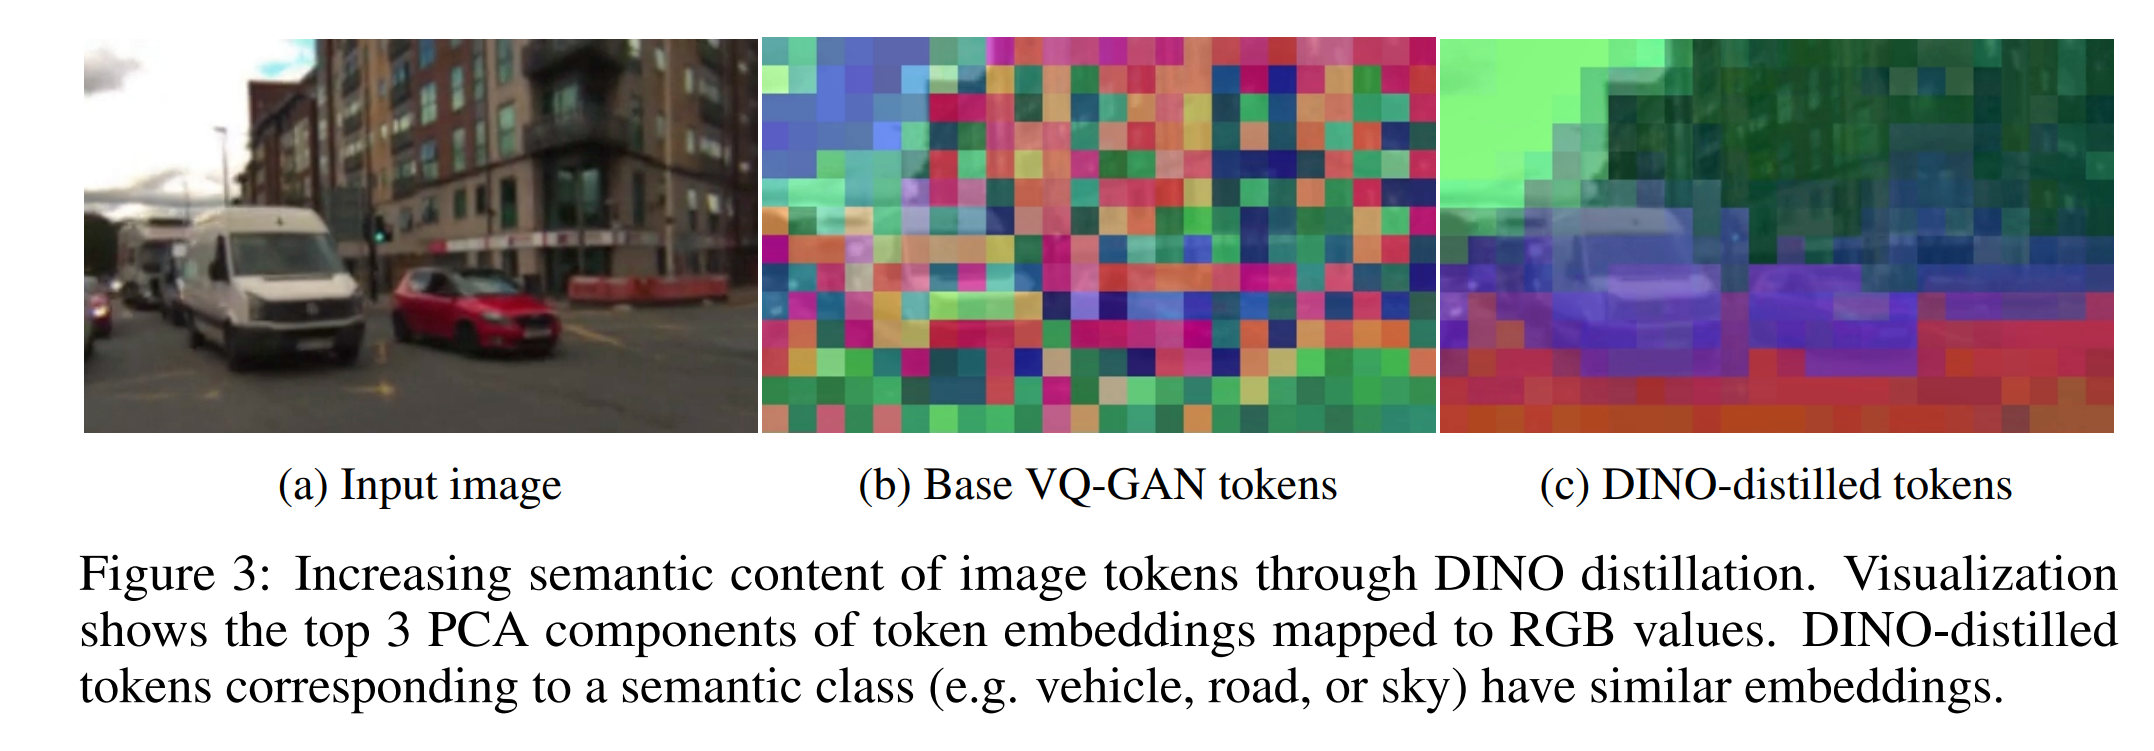 (a) Input image
(b) Base VQ-GAN tokens
(c) DINO-distilled tokens
Figure 3: Increasing semantic content of image tokens through DINO distillation. Visualization
shows the top 3 PCA components of token embeddings mapped to RGB values. DINO-distilled
tokens corresponding to a semantic class (e.g. vehicle, road, or sky) have similar embeddings.